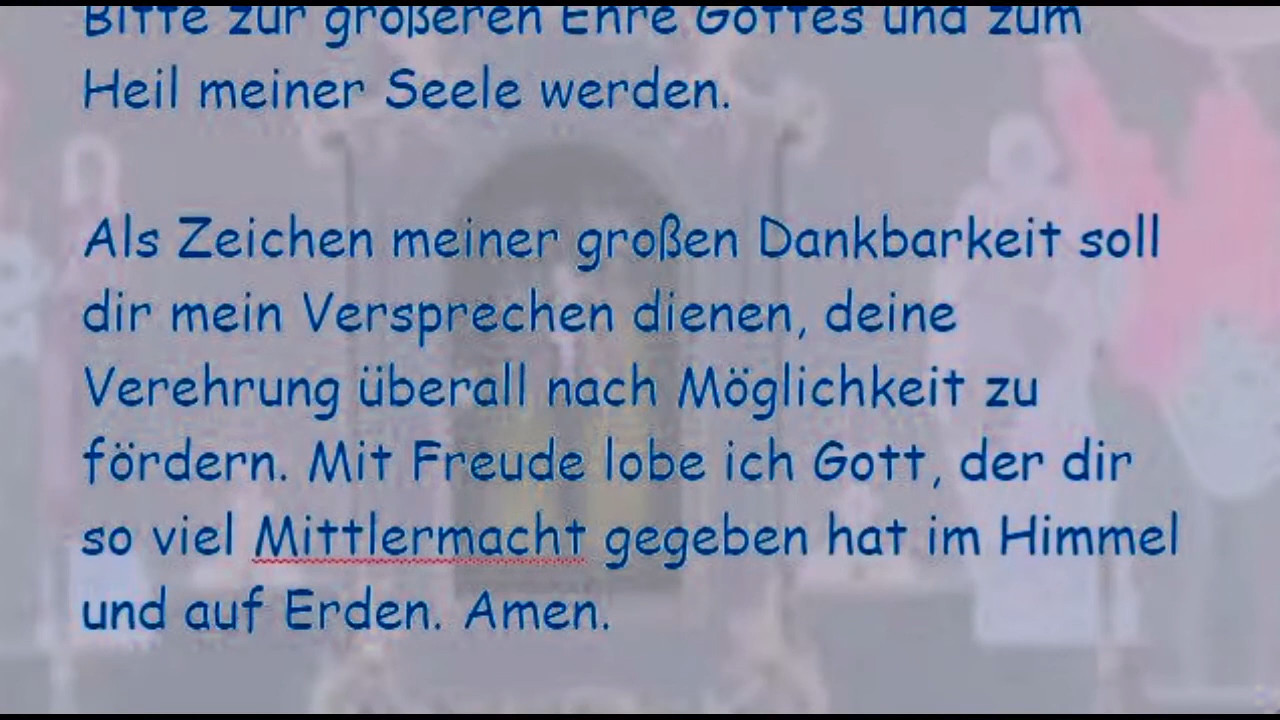 Bitte zur größeren Ehre Gottes und zum
Heil meiner Seele werden.
Als Zeichen meiner großen Dankbarkeit soll
dir mein Versprechen dienen, deine
Verehrung überall nach Möglichkeit zu
fördern. Mit Freude lobe ich Gott, der dir
so viel Mittlermacht gegeben hat im Himmel
und auf Erden. Amen.